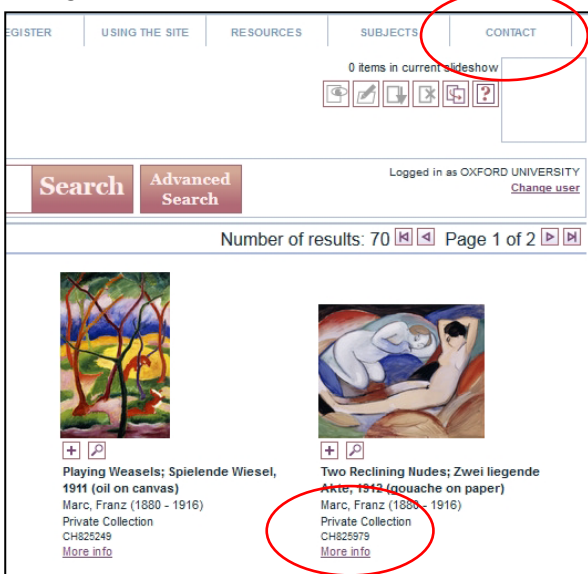 EGISTER USING THE SITE RESOURCES SUBJECTS CONTACT
0 items in current slideshow
?
Search Advanced Search
Logged in as OXFORD UNIVERSITY
Change user
Number of results: 70 Page 1 of 2
Playing Weasels; Spielende Wiesel,
1911 (oil on canvas)
Marc, Franz (1880 - 1916)
Private Collection
CH825249
More info
Two Reclining Nudes; Zwei liegende
Akte, 1912 (gouache on paper)
Marc, Franz (1880 - 1916)
Private Collection
CH825979
More info